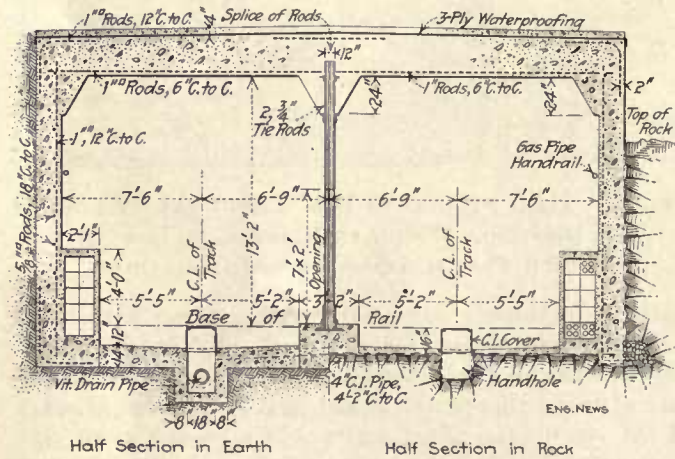 1"□ Rods, 12"C. to C.
4"
Splice of Rods
3-Ply Waterproofing
12"
1"□ Rods, 6"C. to C.
1"□ Rods, 6"C. to C.
2, 3/4"
Tie Rods
24"
24"
2"
Top of Rock
1"□, 12"C. to C.
5/8"□ Rods, 18"C. to C.
Gas Pipe
Handrail
7'-6"
6'-9"
6'-9"
7'-6"
2'-1"
C.L. of Track
13'-2"
7'-2"
Opening
C.L. of Track
4'-0"
5'-5"
5'-2"
3'-2"
5'-2"
5'-5"
Base of Rail
12"
14"
C.I. Cover
Vit. Drain Pipe
4"C.I. Pipe,
4'-2"C. to C.
Handhole
8" 18" 8"
ENG. NEWS
Half Section in Earth
Half Section in Rock